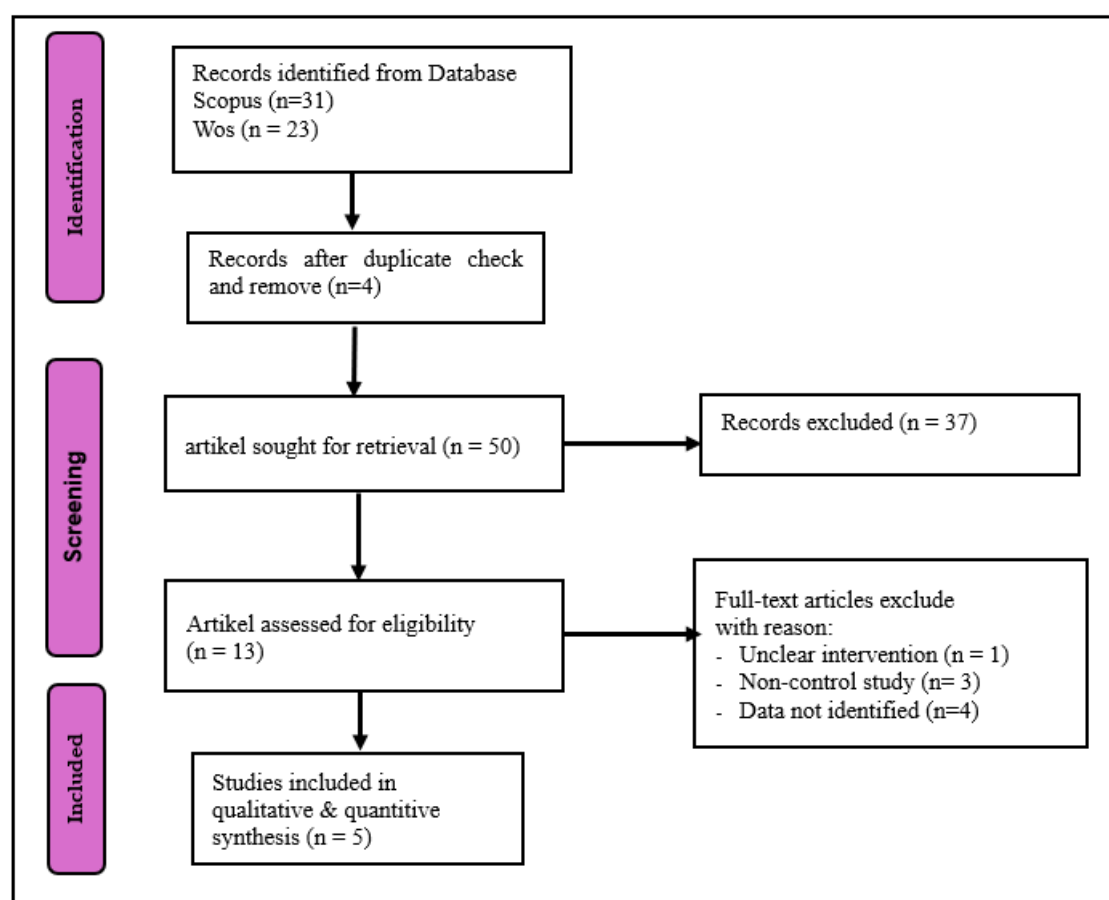 Identification
Records identified from Database
Scopus (n=31)
Wos (n = 23)
Records after duplicate check
and remove (n=4)
Screening
artikel sought for retrieval (n = 50)
Records excluded (n = 37)
Artikel assessed for eligibility
(n = 13)
Full-text articles exclude
with reason:
- Unclear intervention (n = 1)
- Non-control study (n= 3)
- Data not identified (n=4)
Included
Studies included in
qualitative & quantitive
synthesis (n = 5)